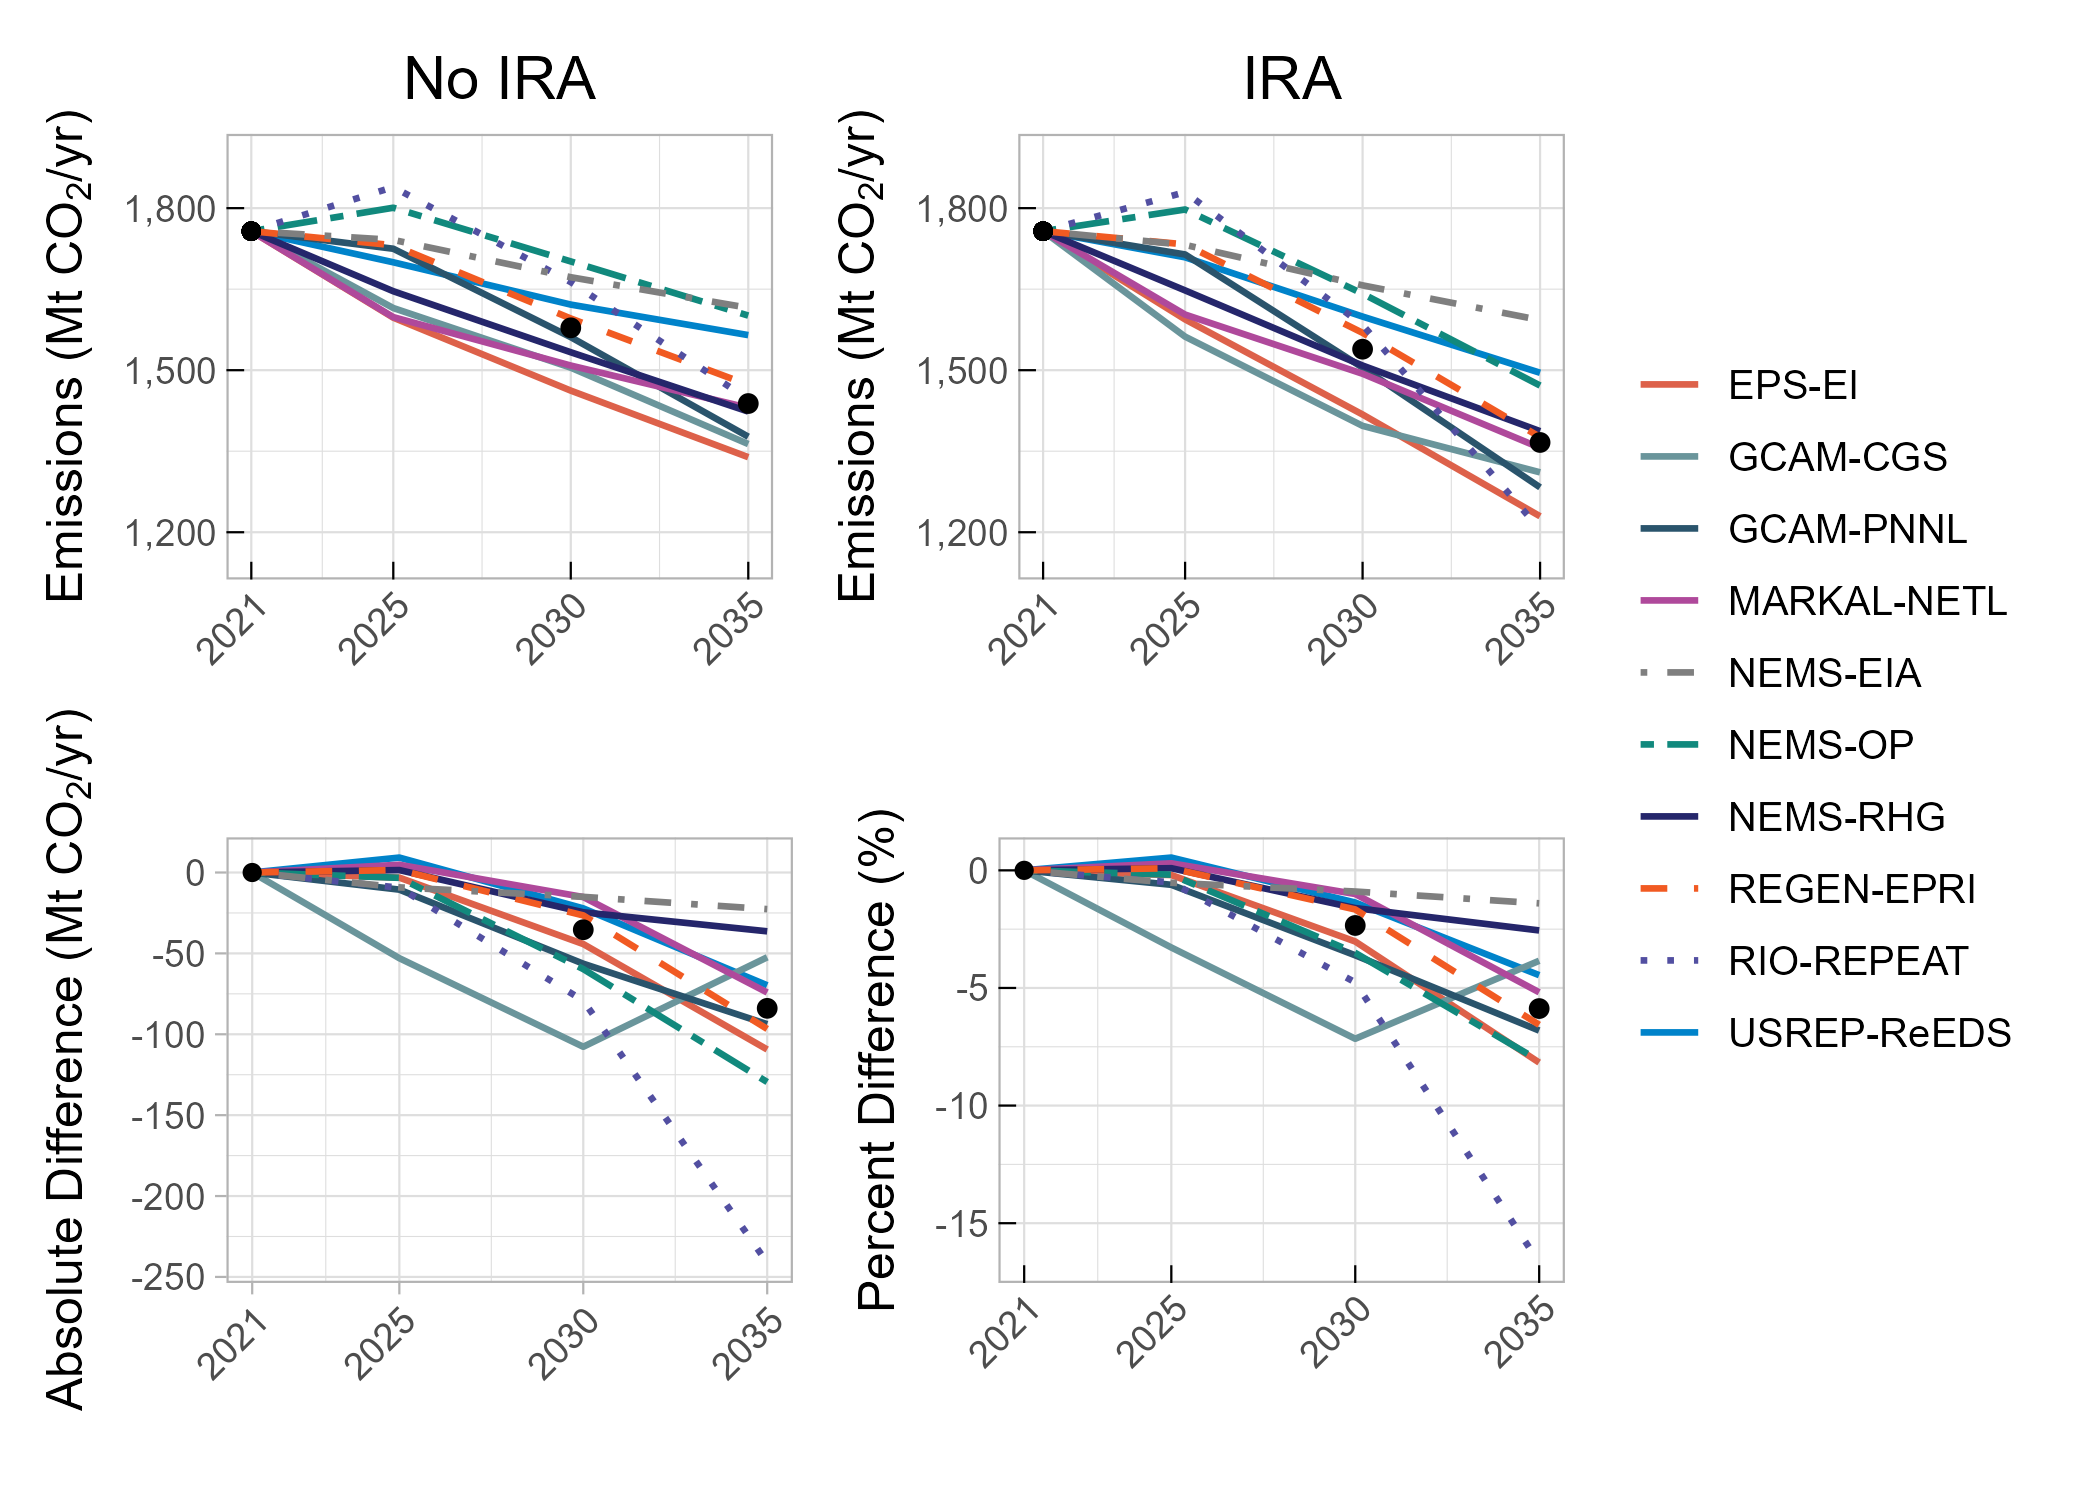 No IRA
IRA
Emissions (Mt CO₂/yr)
1,800
1,500
1,200
2021
2025
2030
2035
Emissions (Mt CO₂/yr)
1,800
1,500
1,200
2021
2025
2030
2035
Absolute Difference (Mt CO₂/yr)
0
-50
-100
-150
-200
-250
2021
2025
2030
2035
Percent Difference (%)
0
-5
-10
-15
2021
2025
2030
2035
EPS-EI
GCAM-CGS
GCAM-PNNL
MARKAL-NETL
NEMS-EIA
NEMS-OP
NEMS-RHG
REGEN-EPRI
RIO-REPEAT
USREP-ReEDS